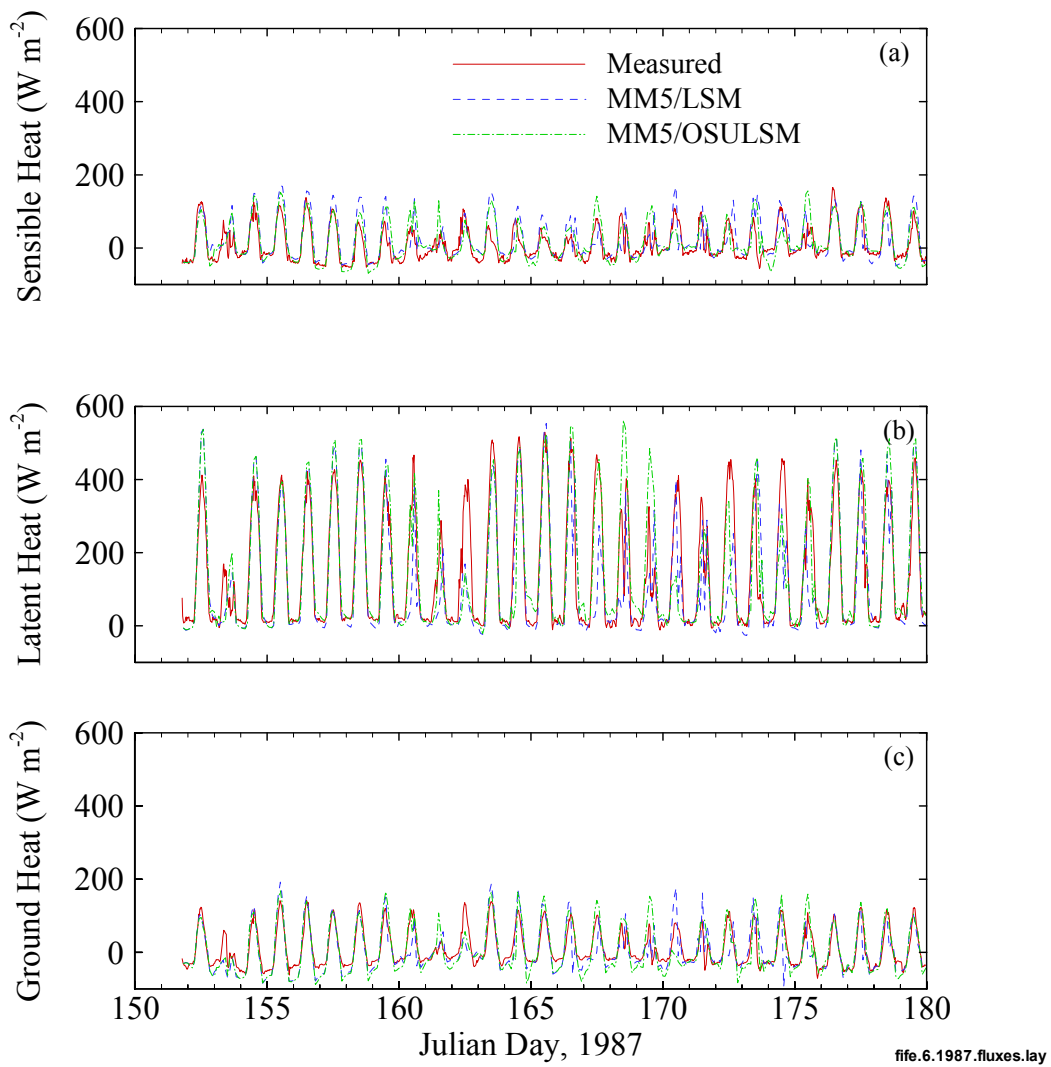 600
400
200
0
Sensible Heat (W m-2)
(a)
Measured
MM5/LSM
MM5/OSULSM
600
400
200
0
Latent Heat (W m-2)
(b)
600
400
200
0
Ground Heat (W m-2)
(c)
150 155 160 165 170 175 180
Julian Day, 1987
fife.6.1987.fluxes.lay